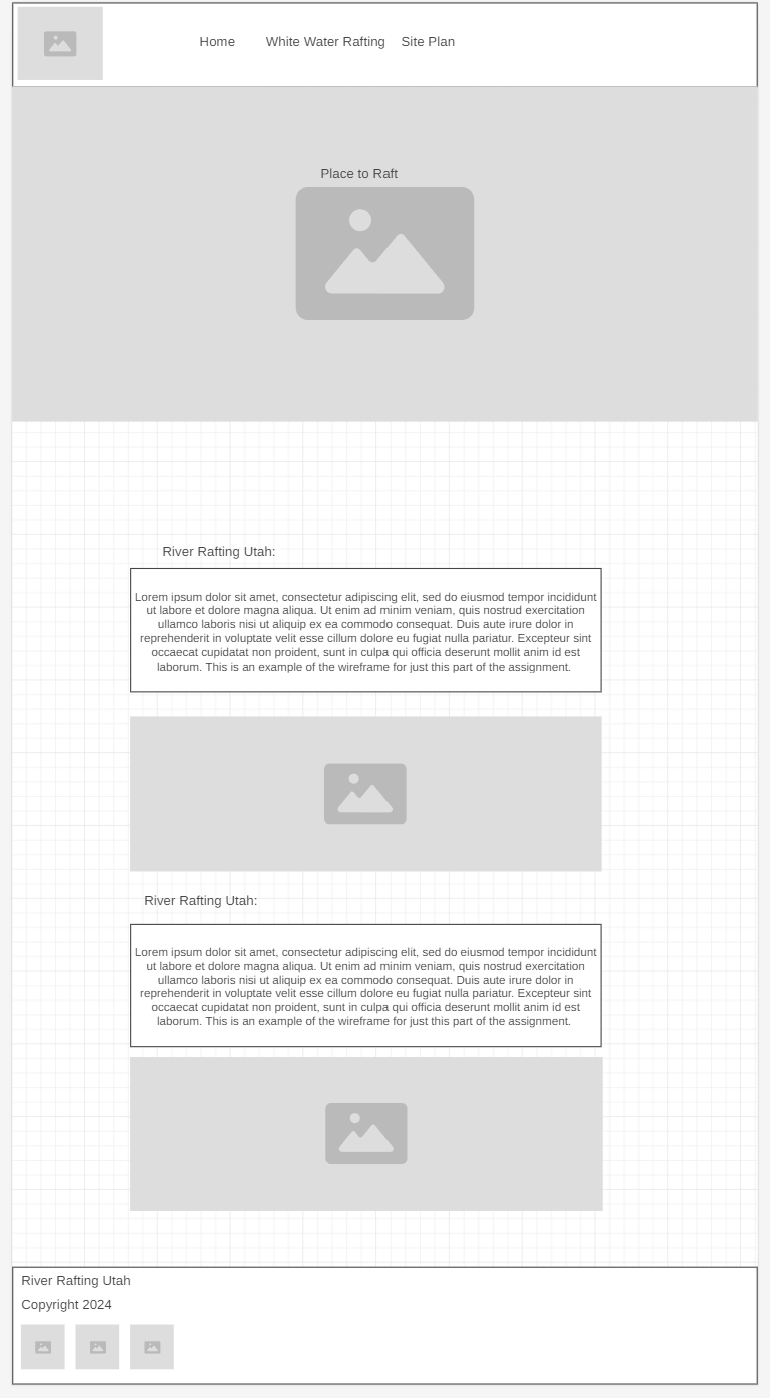 Home White Water Rafting Site Plan
Place to Raft
River Rafting Utah:
Lorem ipsum dolor sit amet, consectetur adipiscing elit, sed do eiusmod tempor incididunt
ut labore et dolore magna aliqua. Ut enim ad minim veniam, quis nostrud exercitation
ullamco laboris nisi ut aliquip ex ea commodo consequat. Duis aute irure dolor in
reprehenderit in voluptate velit esse cillum dolore eu fugiat nulla pariatur. Excepteur sint
occaecat cupidatat non proident, sunt in culpa qui officia deserunt mollit anim id est
laborum. This is an example of the wireframe for just this part of the assignment.
River Rafting Utah:
Lorem ipsum dolor sit amet, consectetur adipiscing elit, sed do eiusmod tempor incididunt
ut labore et dolore magna aliqua. Ut enim ad minim veniam, quis nostrud exercitation
ullamco laboris nisi ut aliquip ex ea commodo consequat. Duis aute irure dolor in
reprehenderit in voluptate velit esse cillum dolore eu fugiat nulla pariatur. Excepteur sint
occaecat cupidatat non proident, sunt in culpa qui officia deserunt mollit anim id est
laborum. This is an example of the wireframe for just this part of the assignment.
River Rafting Utah
Copyright 2024